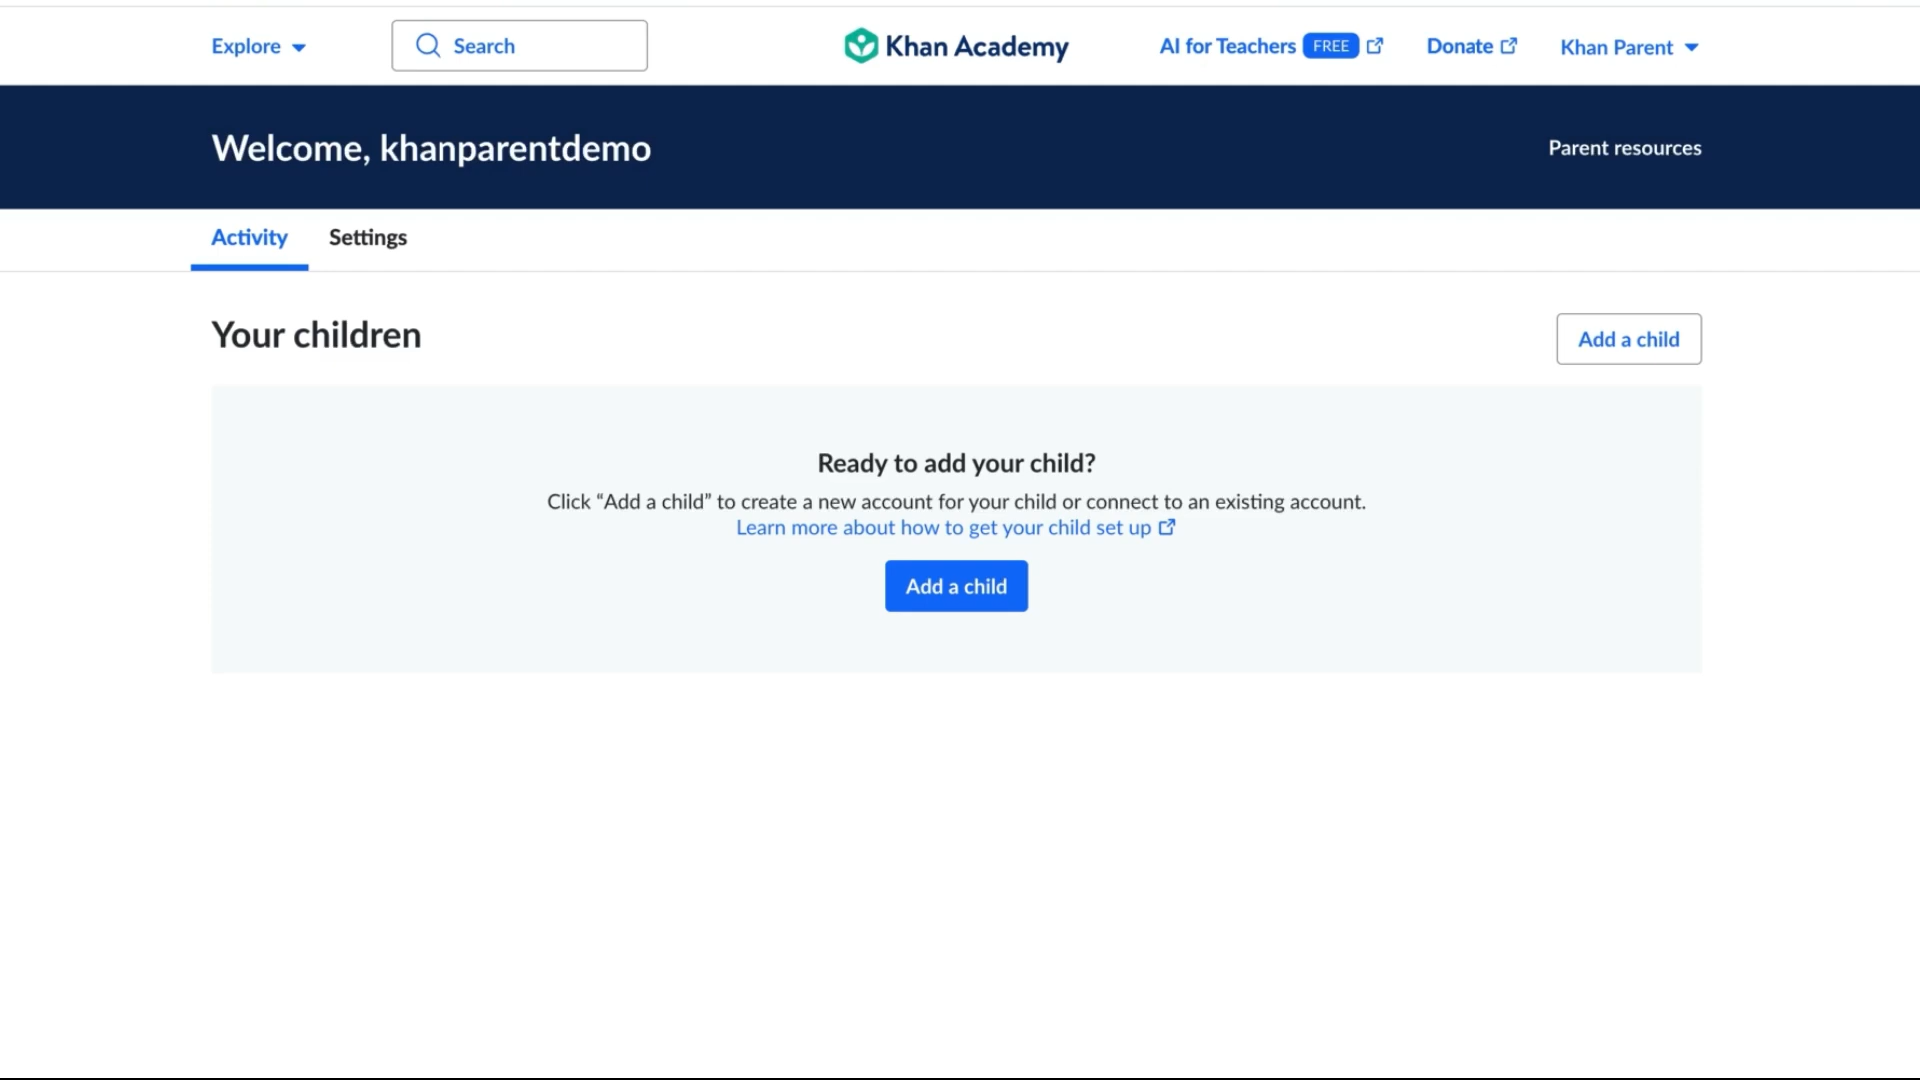 Explore
Search
Khan Academy
AI for Teachers FREE
Donate
Khan Parent
Welcome, khanparentdemo
Parent resources
Activity
Settings
Your children
Add a child
Ready to add your child?
Click “Add a child” to create a new account for your child or connect to an existing account.
Learn more about how to get your child set up
Add a child